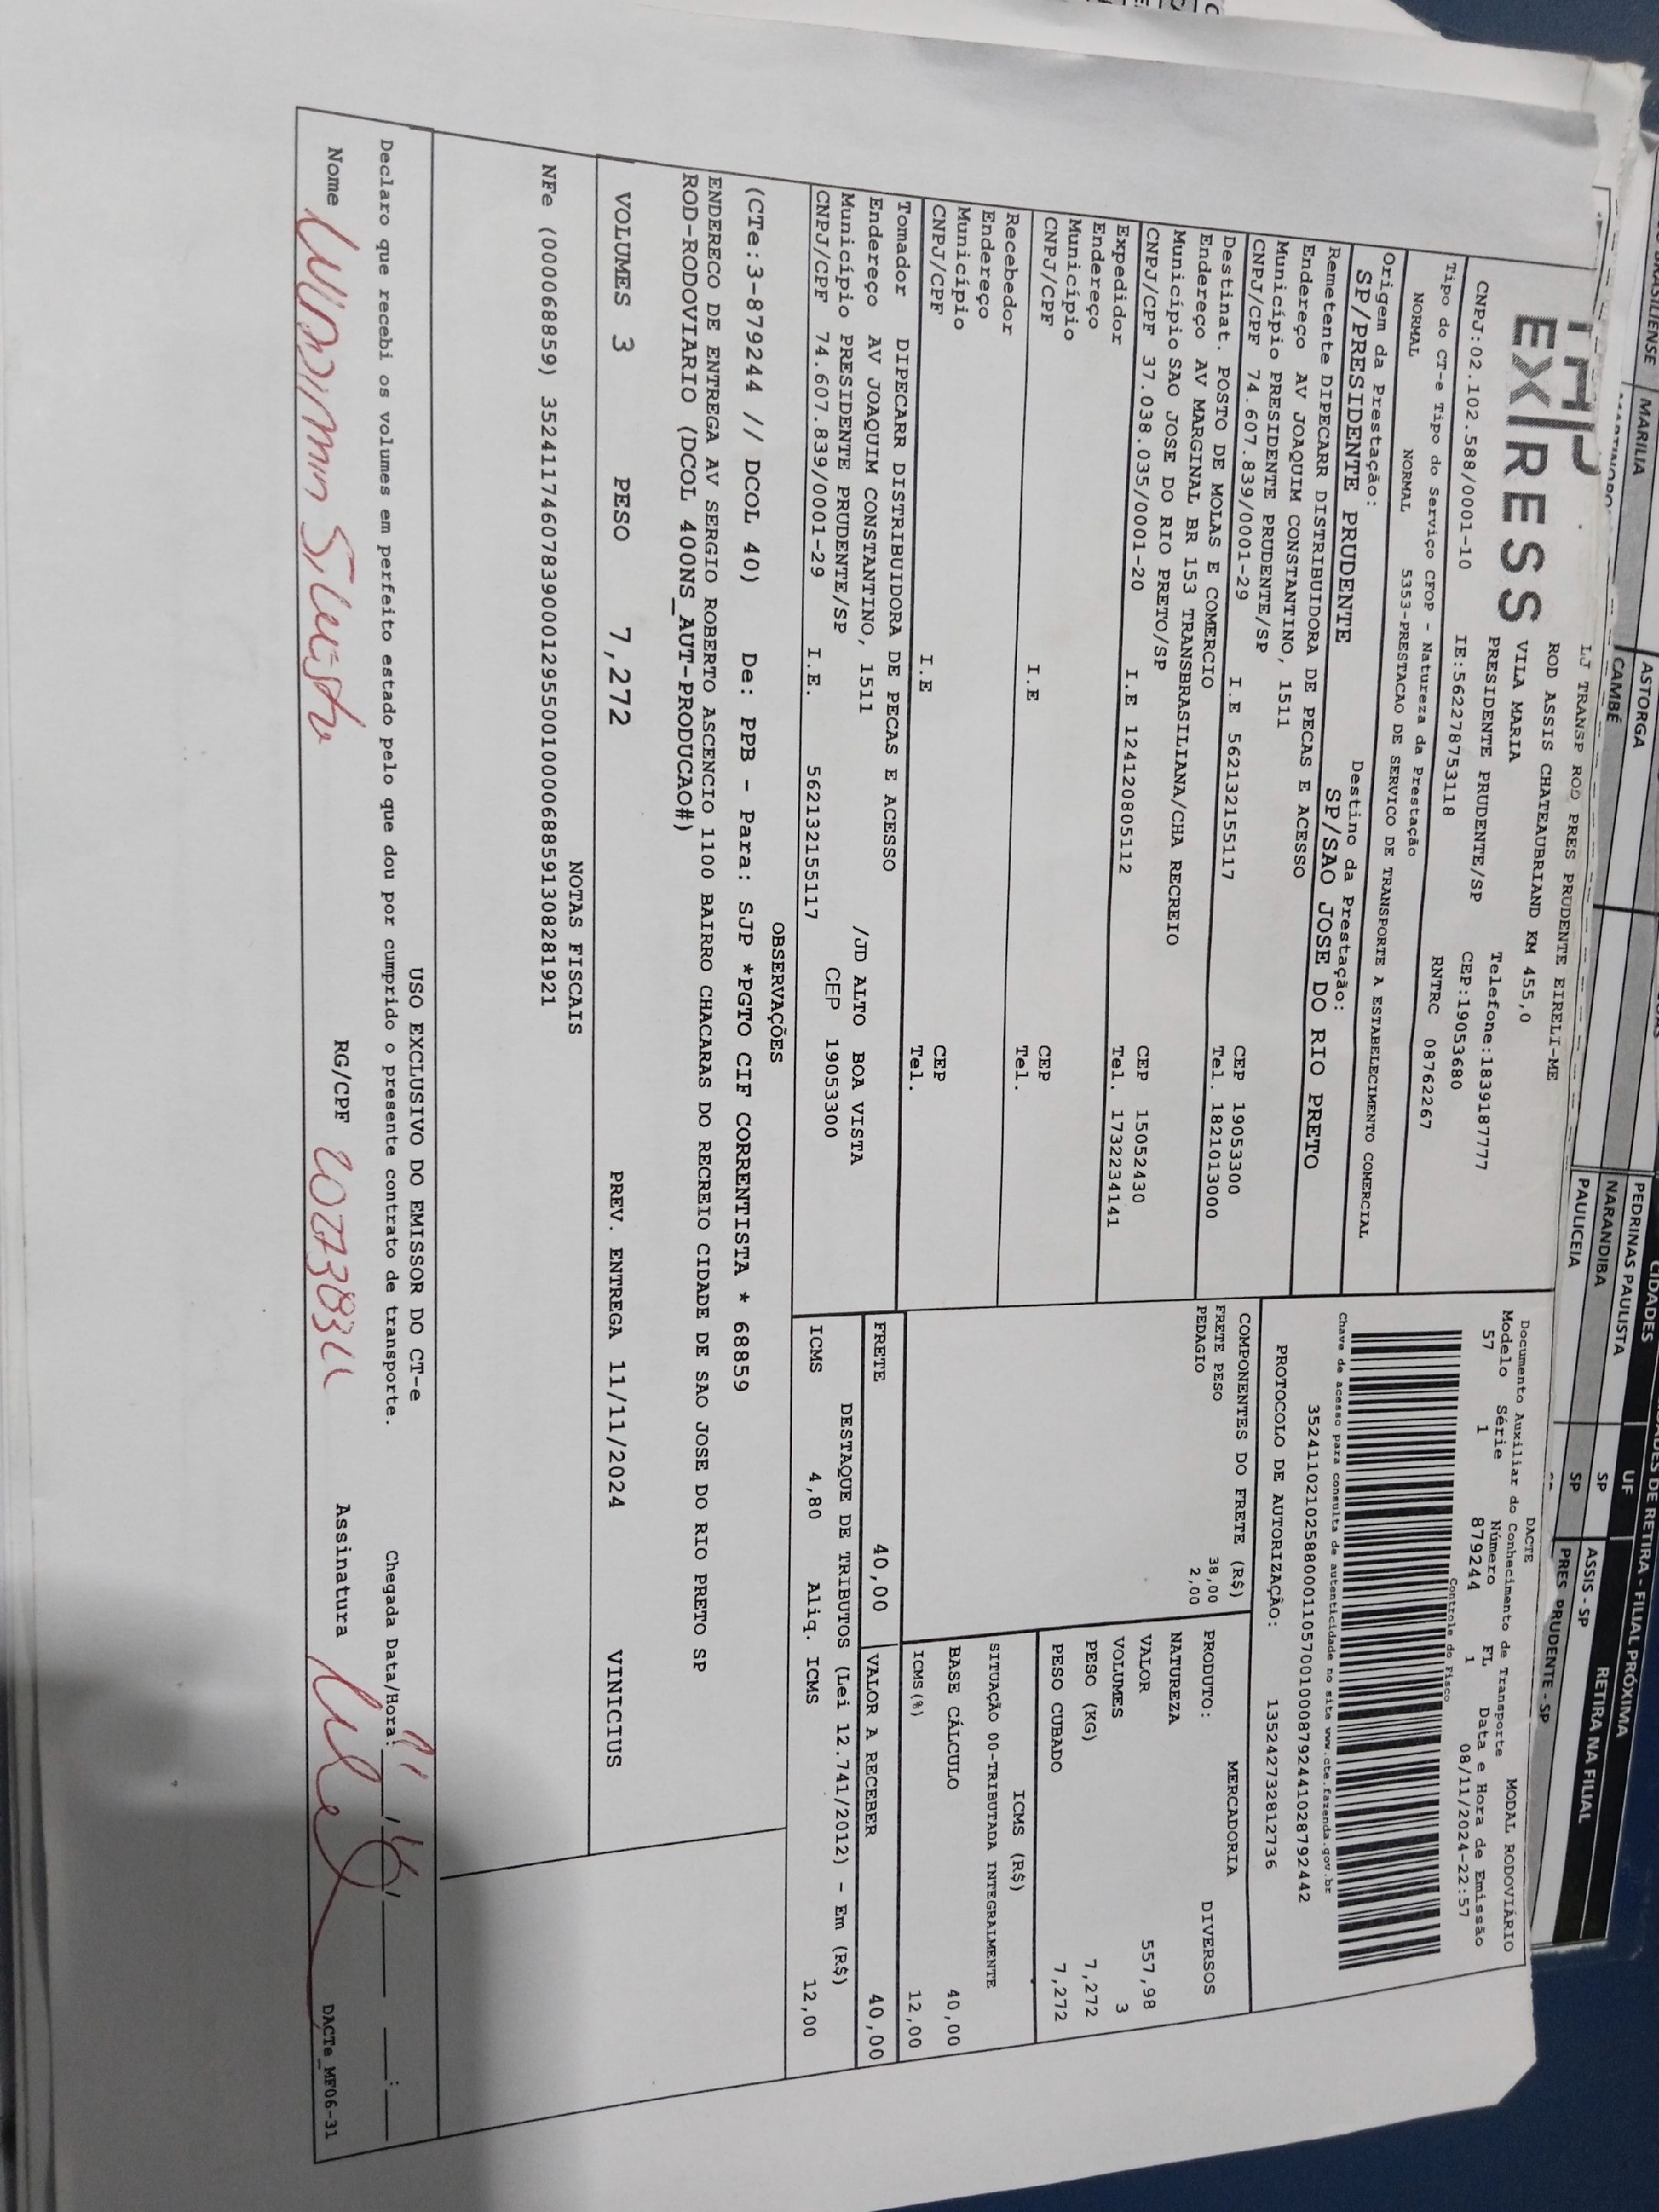 MARILIA
ASTORGA
CAMBÉ
CIDADES
UF
RETIRA NA FILIAL
PEDRINAS PAULISTA
SP
ASSIS - SP
NARANDIBA
SP
PRES PRUDENTE - SP
PAULICEIA
EX RESS
LJ TRANSP ROD PRES PRUDENTE EIRELI-ME
ROD ASSIS CHATEAUBRIAND KM 455,0
VILA MARIA
PRESIDENTE PRUDENTE/SP Telefone:1839187777
CNPJ:02.102.588/0001-10 IE:562278753118 CEP:19053680
Tipo do CT-e Tipo do Serviço CFOP - Natureza da Prestação RNTRC 08762267
NORMAL NORMAL 5353-PRESTACAO DE SERVICO DE TRANSPORTE A ESTABELECIMENTO COMERCIAL
DACTE
Documento Auxiliar do Conhecimento de Transporte MODAL RODOVIÁRIO
Modelo Série Número FL Data e Hora de Emissão
57 1 879244 1 08/11/2024-22:57
Controle do Fisco
Chave de acesso para consulta de autenticidade no site www.cte.fazenda.gov.br
35241102102588000110570010008792441028792442
PROTOCOLO DE AUTORIZAÇÃO: 135242732812736
Origem da Prestação: Destino da Prestação:
SP/PRESIDENTE PRUDENTE SP/SAO JOSE DO RIO PRETO
Remetente DIPECARR DISTRIBUIDORA DE PECAS E ACESSO
Endereço AV JOAQUIM CONSTANTINO, 1511
Município PRESIDENTE PRUDENTE/SP CEP 19053300
CNPJ/CPF 74.607.839/0001-29 I.E 562132155117 Tel. 1821013000
Destinat. POSTO DE MOLAS E COMERCIO
Endereço AV MARGINAL BR 153 TRANSBRASILIANA/CHA RECREIO
Município SAO JOSE DO RIO PRETO/SP CEP 15052430
CNPJ/CPF 37.038.035/0001-20 I.E 124120805112 Tel. 1732234141
Expedidor
Endereço
Município CEP
CNPJ/CPF I.E Tel.
Recebedor
Endereço
Município CEP
CNPJ/CPF I.E Tel.
Tomador DIPECARR DISTRIBUIDORA DE PECAS E ACESSO
Endereço AV JOAQUIM CONSTANTINO, 1511 /JD ALTO BOA VISTA
Município PRESIDENTE PRUDENTE/SP CEP 19053300
CNPJ/CPF 74.607.839/0001-29 I.E. 562132155117
COMPONENTES DO FRETE (R$)
FRETE PESO 38,00
PEDAGIO 2,00
MERCADORIA
PRODUTO: DIVERSOS
NATUREZA
VALOR 557,98
VOLUMES 3
PESO (KG) 7,272
PESO CUBADO 7,272
ICMS (R$)
SITUAÇÃO 00-TRIBUTADA INTEGRALMENTE
BASE CÁLCULO 40,00
ICMS(%) 12,00
FRETE 40,00 VALOR A RECEBER 40,00
DESTAQUE DE TRIBUTOS (Lei 12.741/2012) - Em (R$)
ICMS 4,80 Aliq. ICMS 12,00
OBSERVAÇÕES
(CTe:3-879244 // DCOL 40) De: PPB - Para: SJP *PGTO CIF CORRENTISTA * 68859
ENDERECO DE ENTREGA AV SERGIO ROBERTO ASCENCIO 1100 BAIRRO CHACARAS DO RECREIO CIDADE DE SAO JOSE DO RIO PRETO SP
ROD-RODOVIARIO (DCOL 400NS_AUT-PRODUCAO#)
VOLUMES 3 PESO 7,272 PREV. ENTREGA 11/11/2024 VINICIUS
NOTAS FISCAIS
NFe (000068859) 35241174607839000129550010000688591308281921
USO EXCLUSIVO DO EMISSOR DO CT-e
Declaro que recebi os volumes em perfeito estado pelo que dou por cumprido o presente contrato de transporte. Chegada Data/Hora:
Nome RG/CPF Assinatura
DACTe_MF06-31